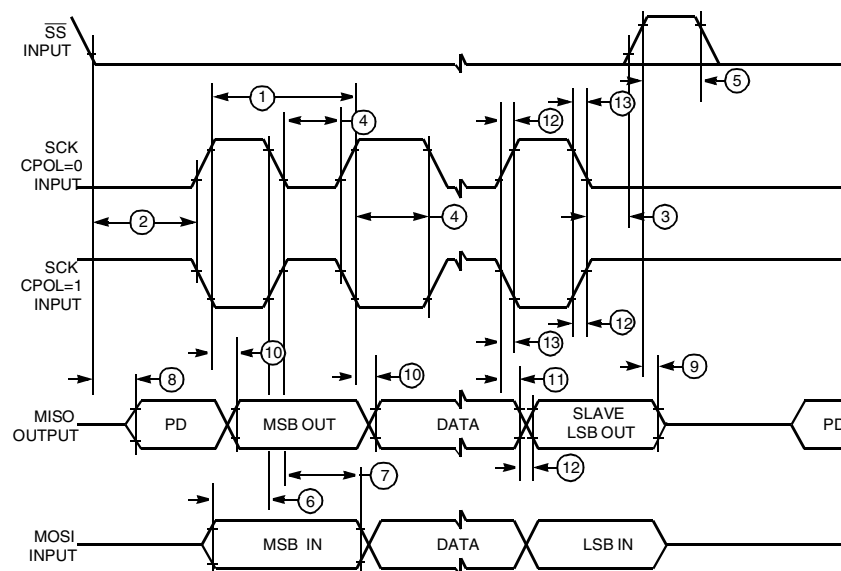 SS
INPUT
5
1
13
12
4
SCK
CPOL=0
INPUT
2
4
3
SCK
CPOL=1
INPUT
12
13
10
10
11
9
8
MISO
OUTPUT
PD
MSB OUT
DATA
SLAVE
LSB OUT
PD
7
12
6
MOSI
INPUT
MSB IN
DATA
LSB IN